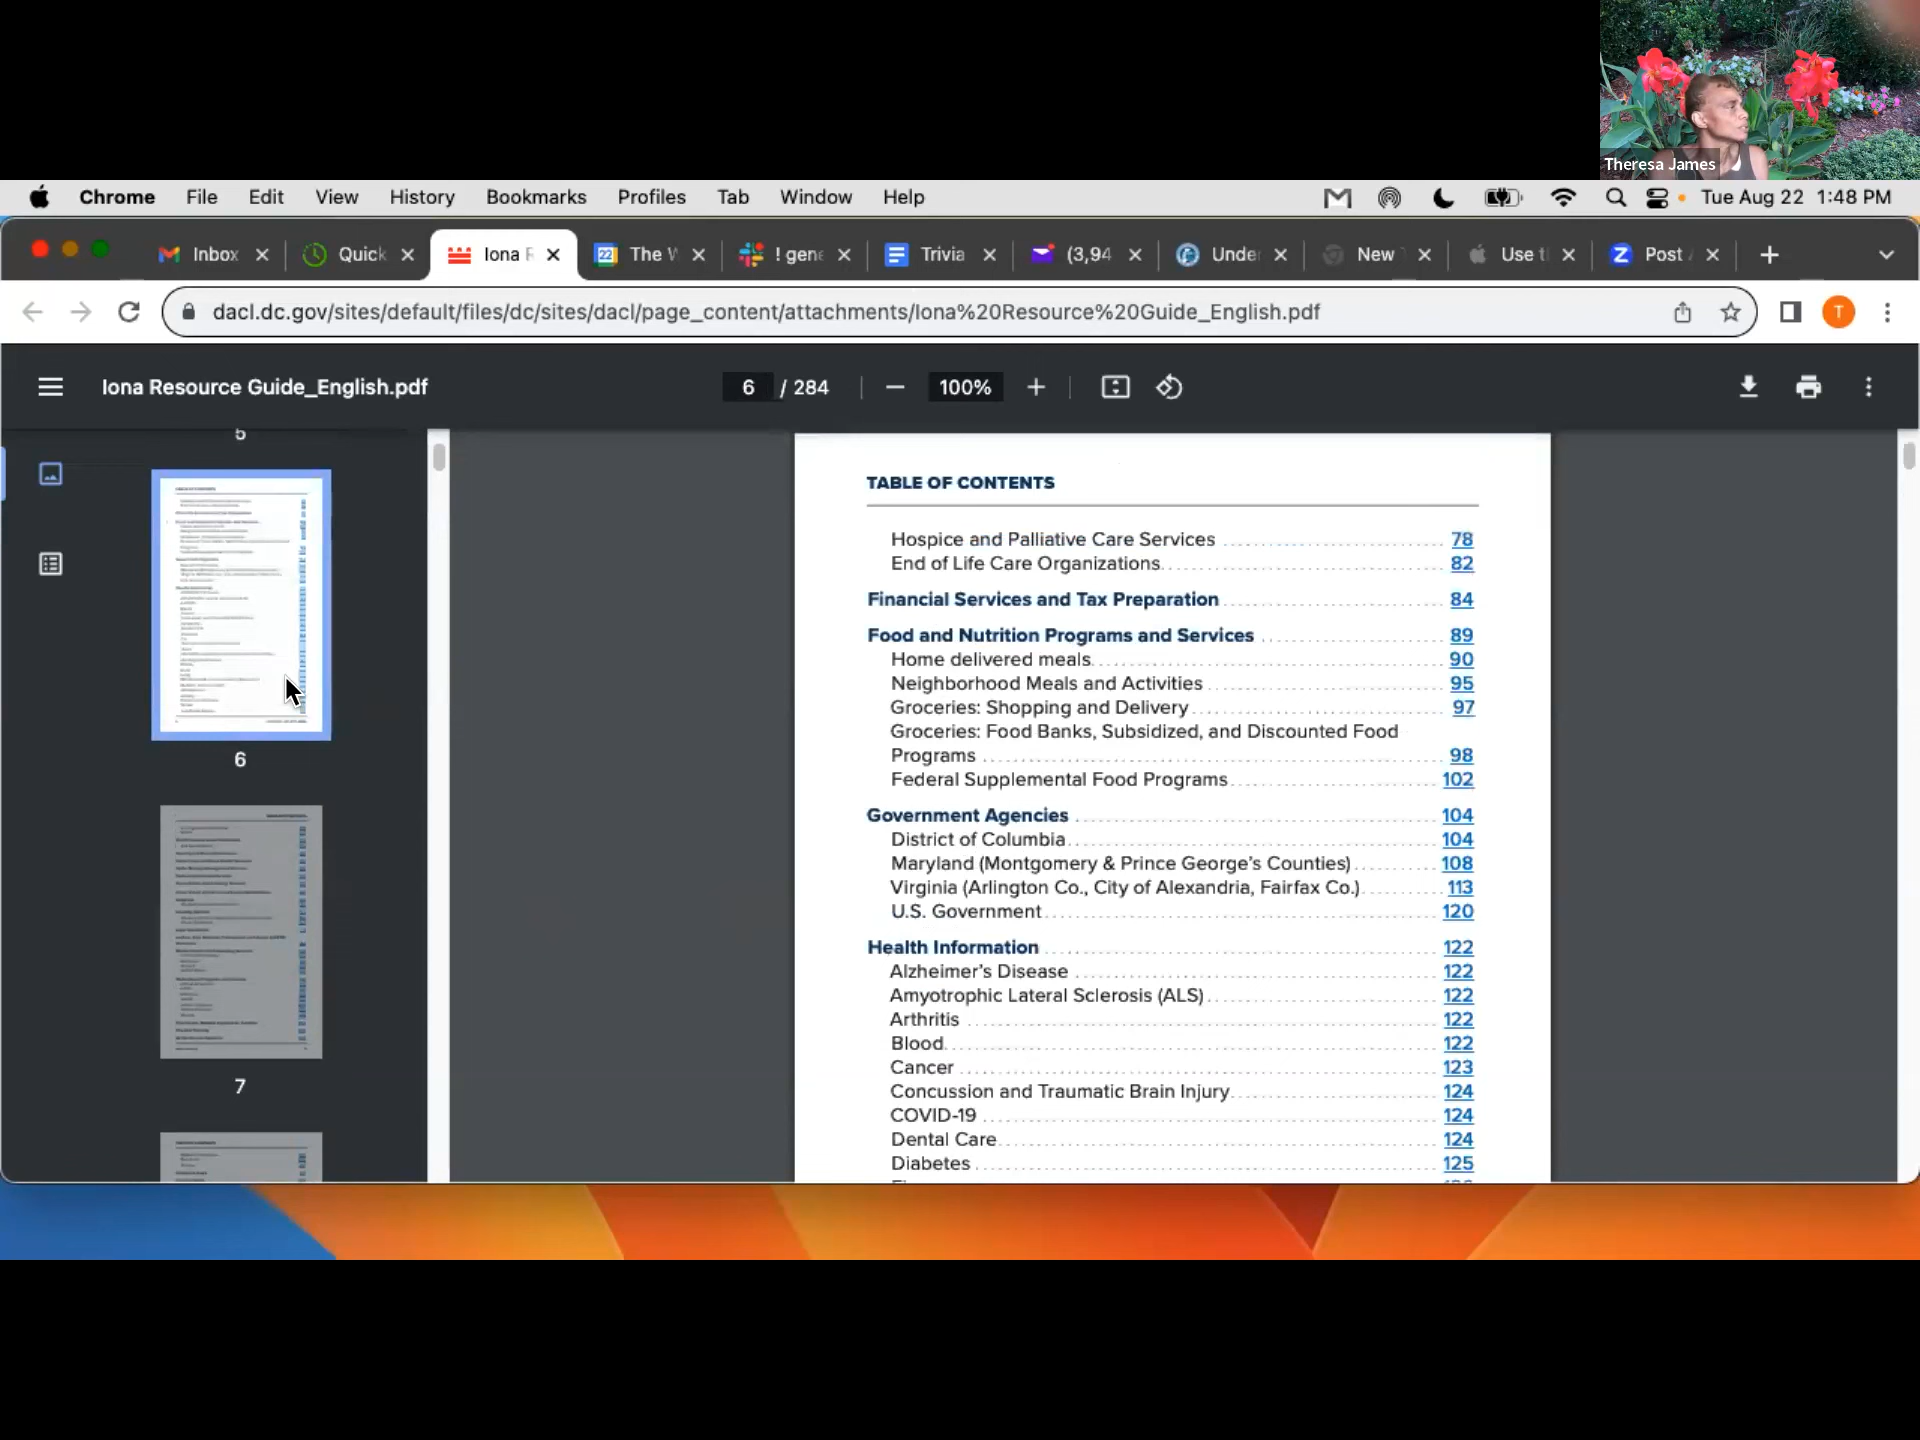 Theresa James
Chrome File Edit View History Bookmarks Profiles Tab Window Help Tue Aug 22 1:48 PM
Inbox Quick Iona R 22 The W ! gene Trivia (3,94 Under New T Use t Post A
dacl.dc.gov/sites/default/files/dc/sites/dacl/page_content/attachments/Iona%20Resource%20Guide_English.pdf T
Iona Resource Guide_English.pdf 6 / 284 100%
5
6
7
TABLE OF CONTENTS
Hospice and Palliative Care Services 78
End of Life Care Organizations 82
Financial Services and Tax Preparation 84
Food and Nutrition Programs and Services 89
Home delivered meals 90
Neighborhood Meals and Activities 95
Groceries: Shopping and Delivery 97
Groceries: Food Banks, Subsidized, and Discounted Food
Programs 98
Federal Supplemental Food Programs 102
Government Agencies 104
District of Columbia 104
Maryland (Montgomery & Prince George's Counties) 108
Virginia (Arlington Co., City of Alexandria, Fairfax Co.) 113
U.S. Government 120
Health Information 122
Alzheimer's Disease 122
Amyotrophic Lateral Sclerosis (ALS) 122
Arthritis 122
Blood 122
Cancer 123
Concussion and Traumatic Brain Injury 124
COVID-19 124
Dental Care 124
Diabetes 125